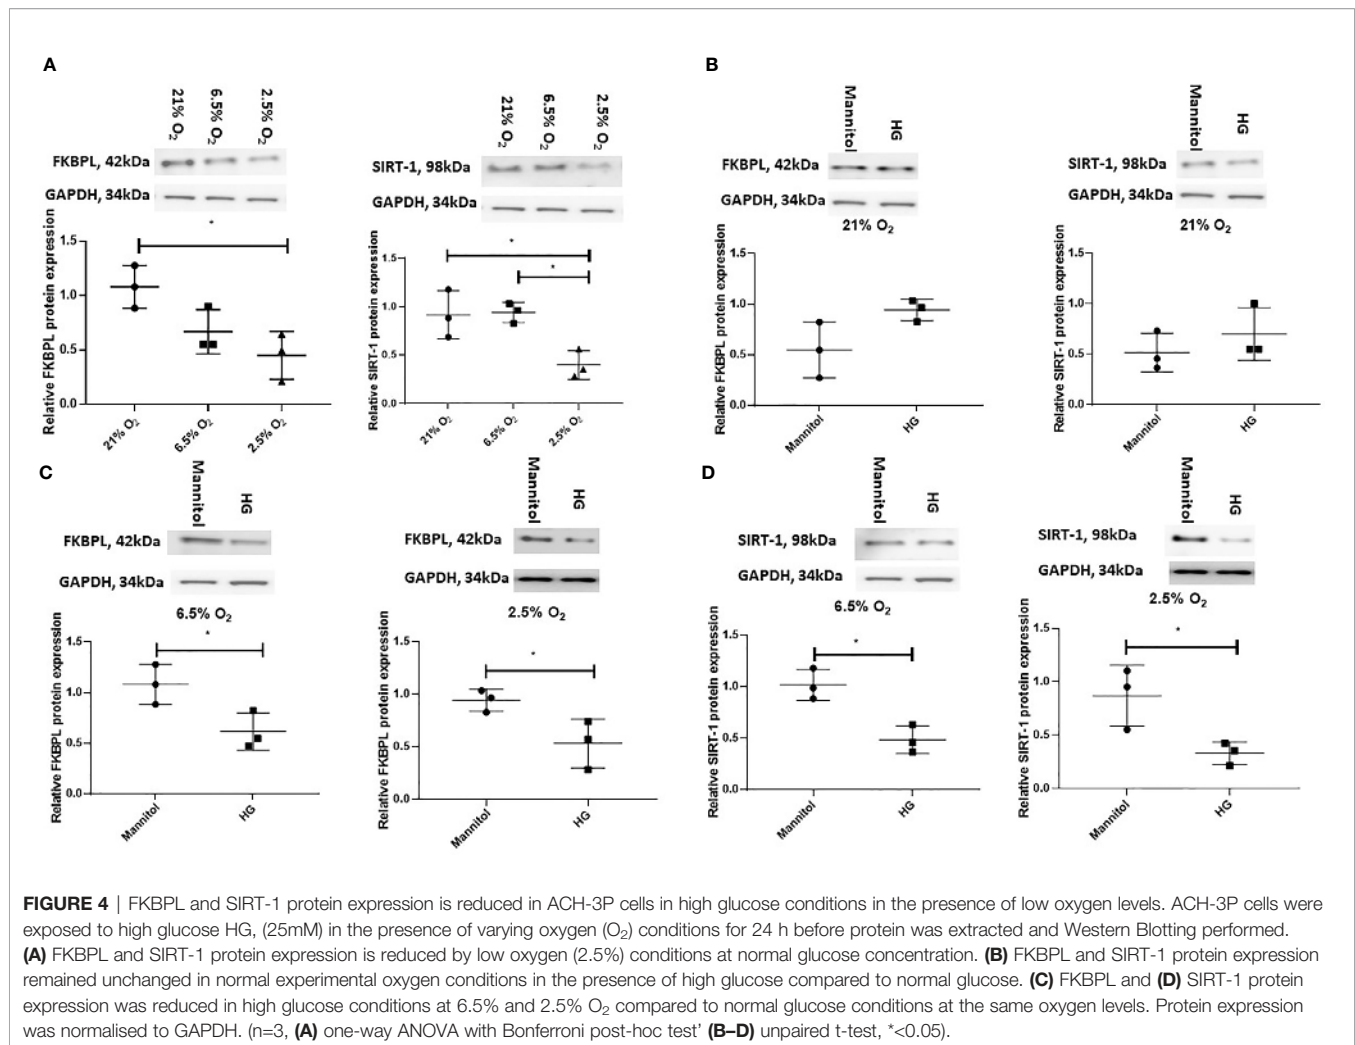 A
21% O2
6.5% O2
2.5% O2
FKBPL, 42kDa
GAPDH, 34kDa
*
Relative FKBPL protein expression
1.5
1.0
0.5
0.0
21% O2
6.5% O2
2.5% O2
21% O2
6.5% O2
2.5% O2
SIRT-1, 98kDa
GAPDH, 34kDa
*
*
Relative SIRT-1 protein expression
1.5
1.0
0.5
0.0
21% O2
6.5% O2
2.5% O2
B
Mannitol
HG
FKBPL, 42kDa
GAPDH, 34kDa
21% O2
Relative FKBPL protein expression
1.5
1.0
0.5
0.0
Mannitol
HG
Mannitol
HG
SIRT-1, 98kDa
GAPDH, 34kDa
21% O2
Relative SIRT-1 protein expression
1.5
1.0
0.5
0.0
Mannitol
HG
C
Mannitol
HG
FKBPL, 42kDa
GAPDH, 34kDa
6.5% O2
*
Relative FKBPL protein expression
1.5
1.0
0.5
0.0
Mannitol
HG
Mannitol
HG
FKBPL, 42kDa
GAPDH, 34kDa
2.5% O2
*
Relative FKBPL protein expression
1.5
1.0
0.5
0.0
Mannitol
HG
D
Mannitol
HG
SIRT-1, 98kDa
GAPDH, 34kDa
6.5% O2
*
Relative SIRT-1 protein expression
1.5
1.0
0.5
0.0
Mannitol
HG
Mannitol
HG
SIRT-1, 98kDa
GAPDH, 34kDa
2.5% O2
*
Relative SIRT-1 protein expression
1.5
1.0
0.5
0.0
Mannitol
HG
FIGURE 4 | FKBPL and SIRT-1 protein expression is reduced in ACH-3P cells in high glucose conditions in the presence of low oxygen levels. ACH-3P cells were
exposed to high glucose HG, (25mM) in the presence of varying oxygen (O2) conditions for 24 h before protein was extracted and Western Blotting performed.
(A) FKBPL and SIRT-1 protein expression is reduced by low oxygen (2.5%) conditions at normal glucose concentration. (B) FKBPL and SIRT-1 protein expression
remained unchanged in normal experimental oxygen conditions in the presence of high glucose compared to normal glucose. (C) FKBPL and (D) SIRT-1 protein
expression was reduced in high glucose conditions at 6.5% and 2.5% O2 compared to normal glucose conditions at the same oxygen levels. Protein expression
was normalised to GAPDH. (n=3, (A) one-way ANOVA with Bonferroni post-hoc test' (B–D) unpaired t-test, *<0.05).